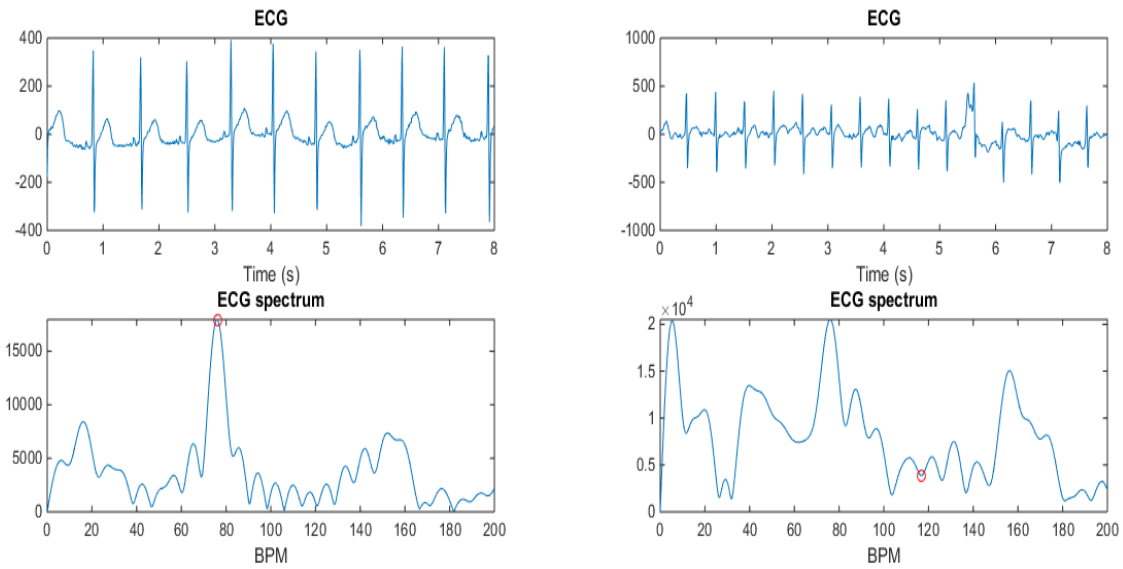 ECG
400
200
0
-200
-400
0 1 2 3 4 5 6 7 8
Time (s)
ECG
1000
500
0
-500
-1000
0 1 2 3 4 5 6 7 8
Time (s)
ECG spectrum
15000
10000
5000
0
0 20 40 60 80 100 120 140 160 180 200
BPM
ECG spectrum
×10⁴
2
1.5
1
0.5
0
0 20 40 60 80 100 120 140 160 180 200
BPM